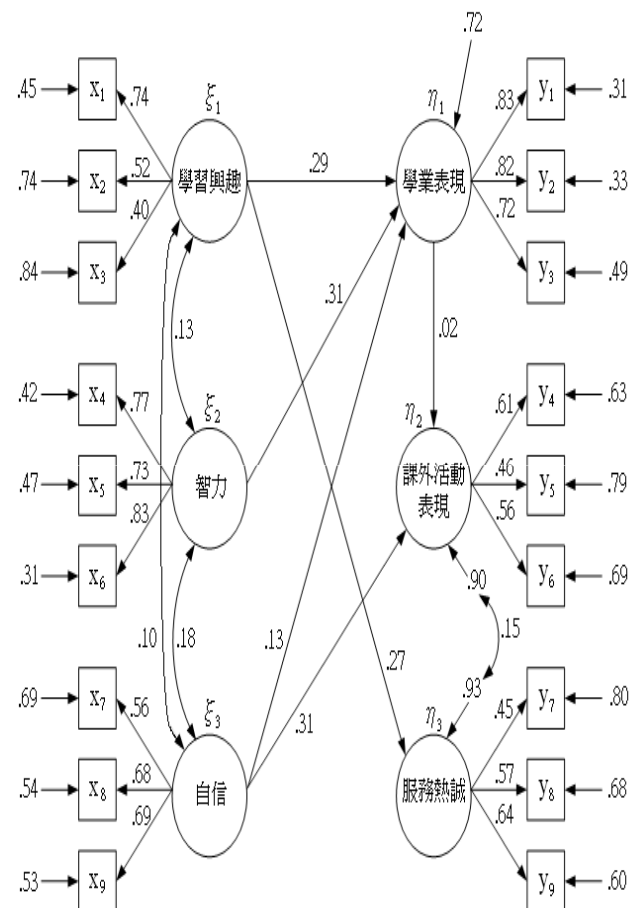 .72
.45
x₁
.74
ξ₁
η₁
.83
y₁
.31
.74
x₂
.52
學習興趣
.29
學業表現
.82
y₂
.33
.84
x₃
.40
.72
y₃
.49
.13
.31
.02
.42
x₄
.77
ξ₂
η₂
.61
y₄
.63
.47
x₅
.73
智力
課外活動
表現
.46
y₅
.79
.31
x₆
.83
.56
y₆
.69
.90
.10
.18
.13
.27
.15
.93
.69
x₇
.56
ξ₃
.31
η₃
.45
y₇
.80
.54
x₈
.68
自信
服務熱誠
.57
y₈
.68
.53
x₉
.69
.64
y₉
.60